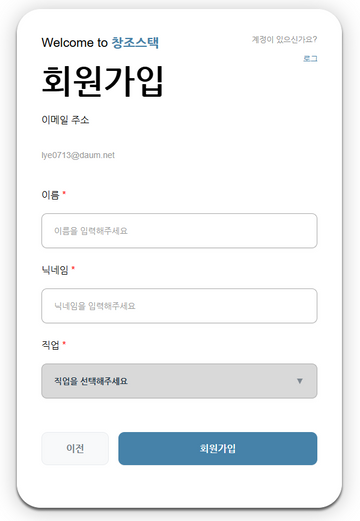 Welcome to 창조스택
계정이 있으신가요?
로그
회원가입
이메일 주소
lye0713@daum.net
이름 *
이름을 입력해주세요
닉네임 *
닉네임을 입력해주세요
직업 *
직업을 선택해주세요 ▼
이전
회원가입